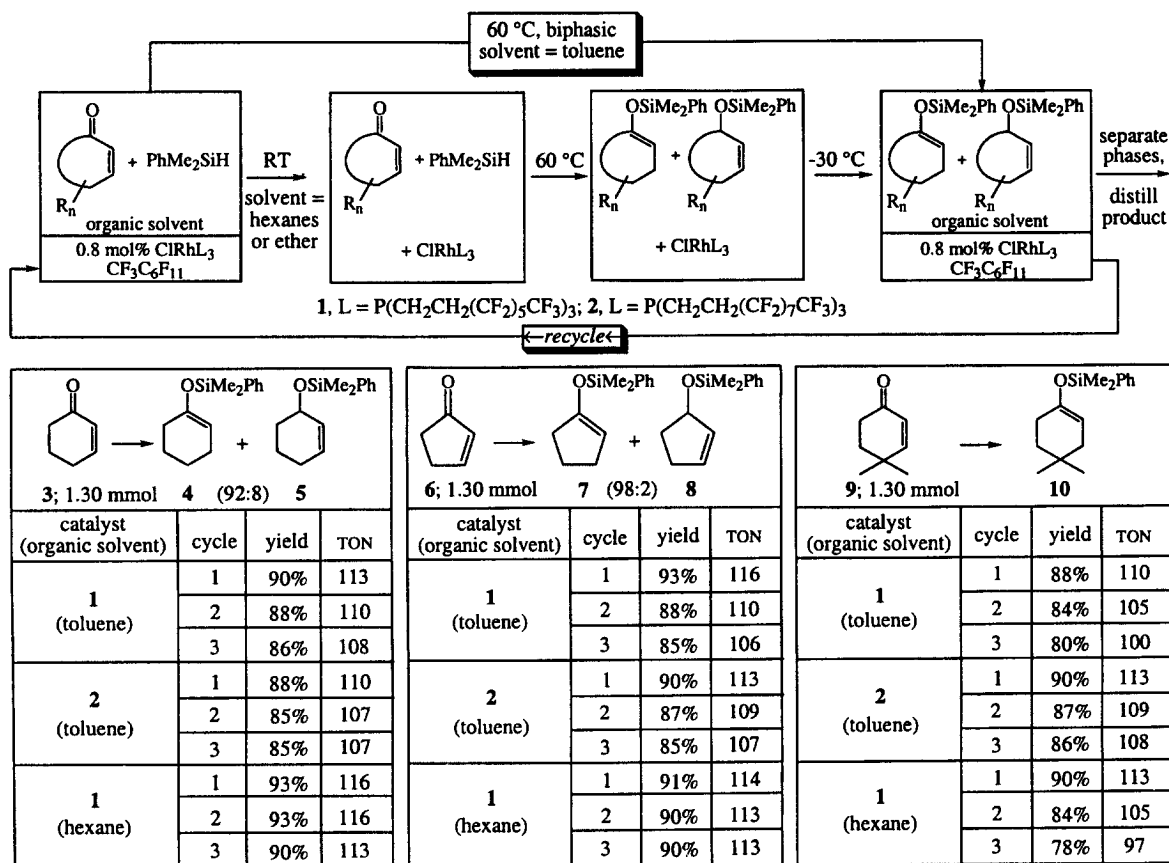 60 °C, biphasic
solvent = toluene
O
+ PhMe2SiH
Rn
organic solvent
0.8 mol% ClRhL3
CF3C6F11
RT
solvent =
hexanes
or ether
O
+ PhMe2SiH
Rn
+ ClRhL3
60 °C
OSiMe2Ph OSiMe2Ph
+
Rn Rn
+ ClRhL3
-30 °C
OSiMe2Ph OSiMe2Ph
+
Rn Rn
organic solvent
0.8 mol% ClRhL3
CF3C6F11
separate
phases,
distill
product
1, L = P(CH2CH2(CF2)5CF3)3; 2, L = P(CH2CH2(CF2)7CF3)3
←recycle←
O OSiMe2Ph OSiMe2Ph
+
3; 1.30 mmol 4 (92:8) 5
catalyst
(organic solvent) cycle yield TON
1
(toluene)
1 90% 113
2 88% 110
3 86% 108
2
(toluene)
1 88% 110
2 85% 107
3 85% 107
1
(hexane)
1 93% 116
2 93% 116
3 90% 113
O OSiMe2Ph OSiMe2Ph
+
6; 1.30 mmol 7 (98:2) 8
catalyst
(organic solvent) cycle yield TON
1
(toluene)
1 93% 116
2 88% 110
3 85% 106
2
(toluene)
1 90% 113
2 87% 109
3 85% 107
1
(hexane)
1 91% 114
2 90% 113
3 90% 113
O OSiMe2Ph
9; 1.30 mmol 10
catalyst
(organic solvent) cycle yield TON
1
(toluene)
1 88% 110
2 84% 105
3 80% 100
2
(toluene)
1 90% 113
2 87% 109
3 86% 108
1
(hexane)
1 90% 113
2 84% 105
3 78% 97